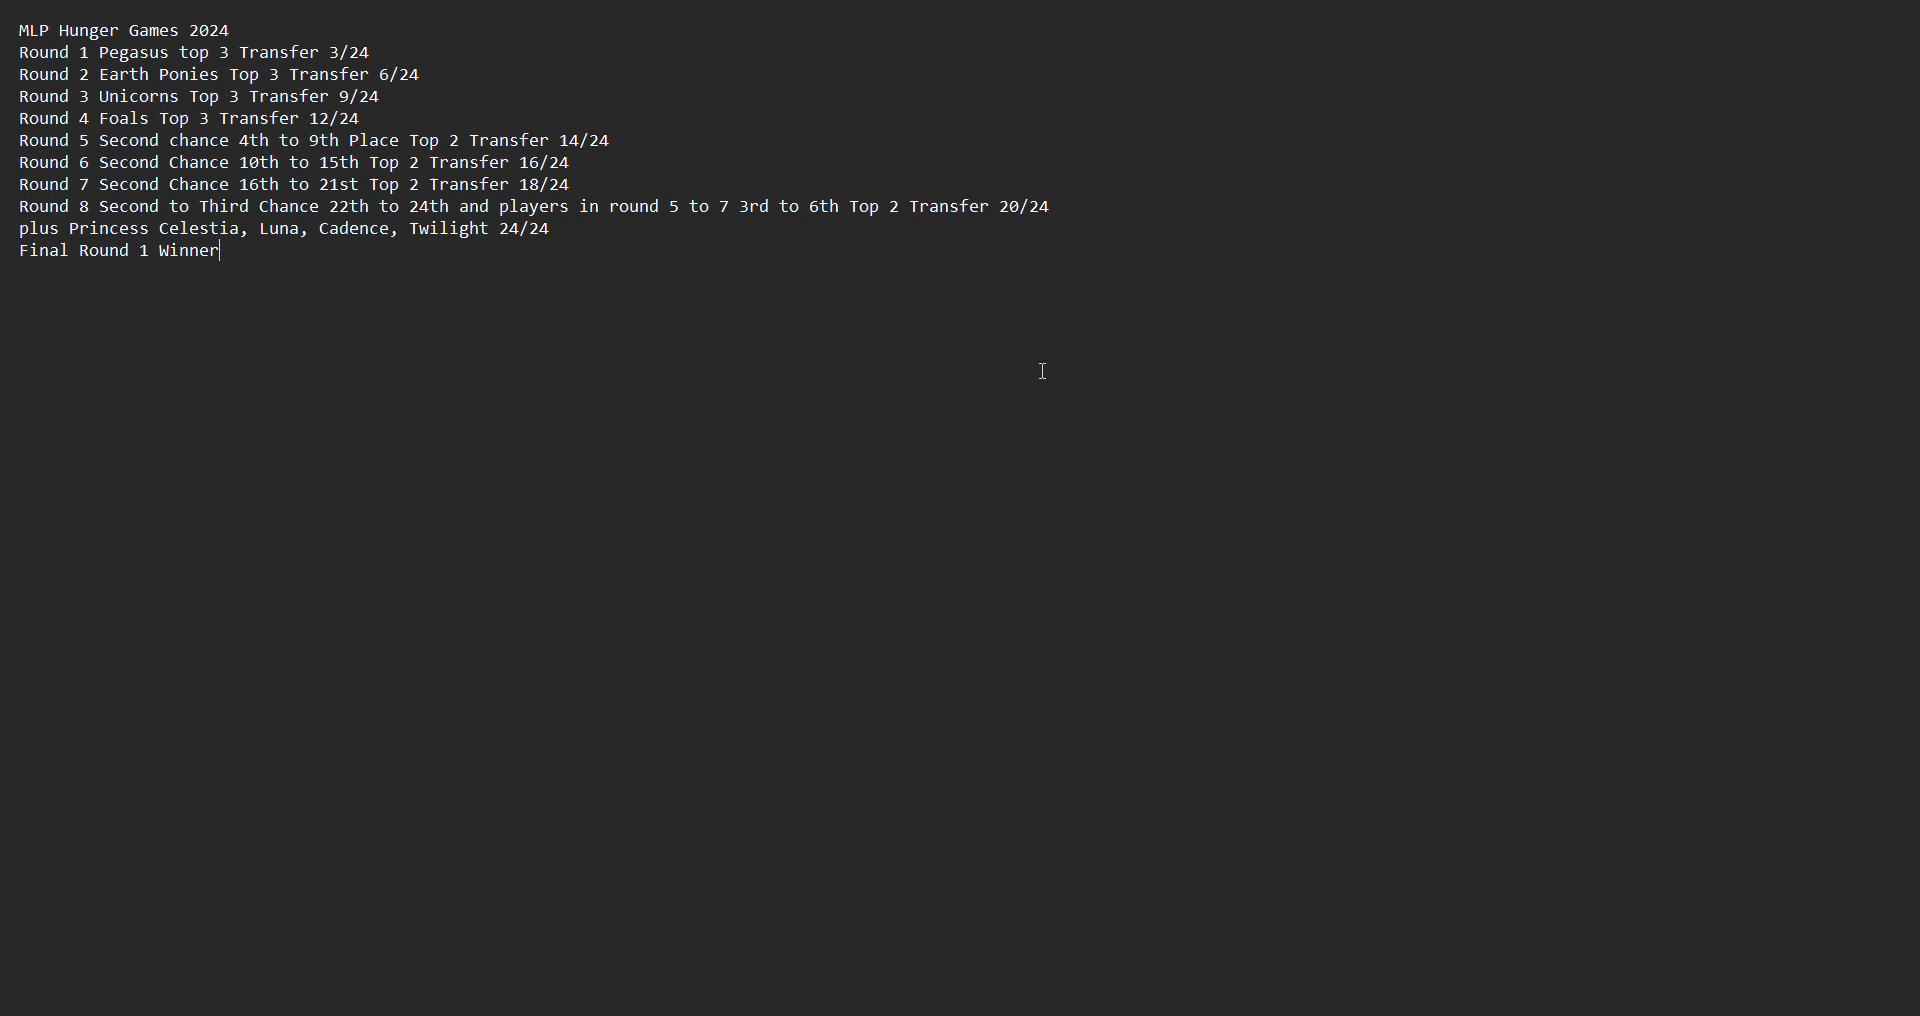 MLP Hunger Games 2024
Round 1 Pegasus top 3 Transfer 3/24
Round 2 Earth Ponies Top 3 Transfer 6/24
Round 3 Unicorns Top 3 Transfer 9/24
Round 4 Foals Top 3 Transfer 12/24
Round 5 Second chance 4th to 9th Place Top 2 Transfer 14/24
Round 6 Second Chance 10th to 15th Top 2 Transfer 16/24
Round 7 Second Chance 16th to 21st Top 2 Transfer 18/24
Round 8 Second to Third Chance 22th to 24th and players in round 5 to 7 3rd to 6th Top 2 Transfer 20/24
plus Princess Celestia, Luna, Cadence, Twilight 24/24
Final Round 1 Winner